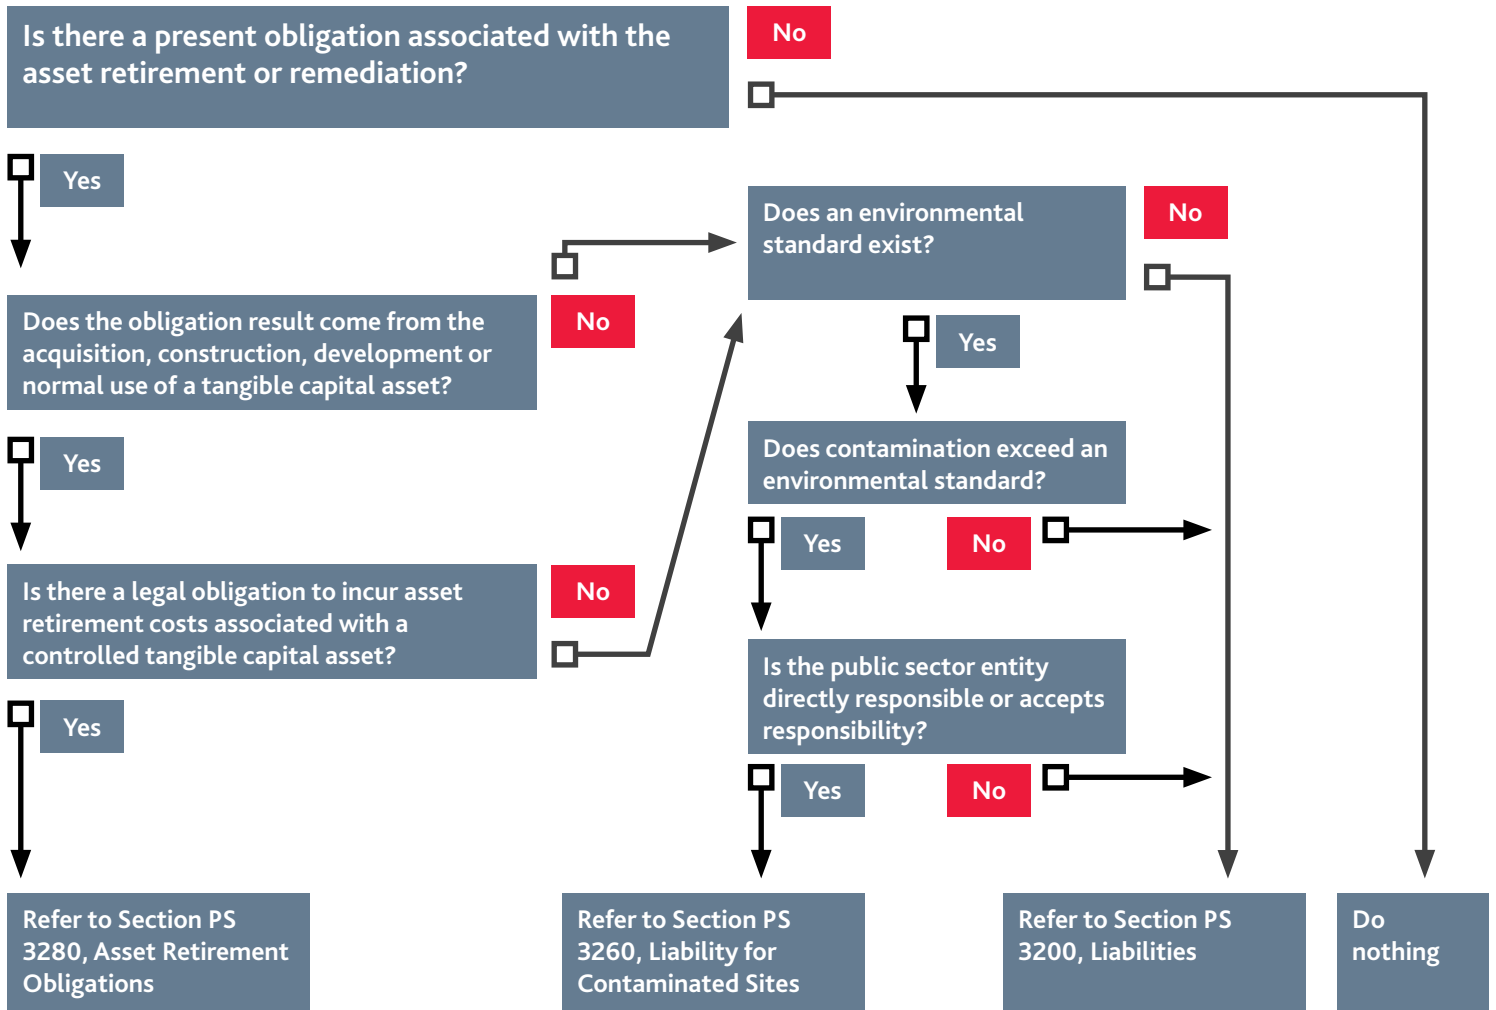 Is there a present obligation associated with the
asset retirement or remediation?
No
Yes
Does an environmental
standard exist?
No
Does the obligation result come from the
acquisition, construction, development or
normal use of a tangible capital asset?
No
Yes
Does contamination exceed an
environmental standard?
Yes
Yes
No
Is there a legal obligation to incur asset
retirement costs associated with a
controlled tangible capital asset?
No
Is the public sector entity
directly responsible or accepts
responsibility?
Yes
Yes
No
Refer to Section PS
3280, Asset Retirement
Obligations
Refer to Section PS
3260, Liability for
Contaminated Sites
Refer to Section PS
3200, Liabilities
Do
nothing